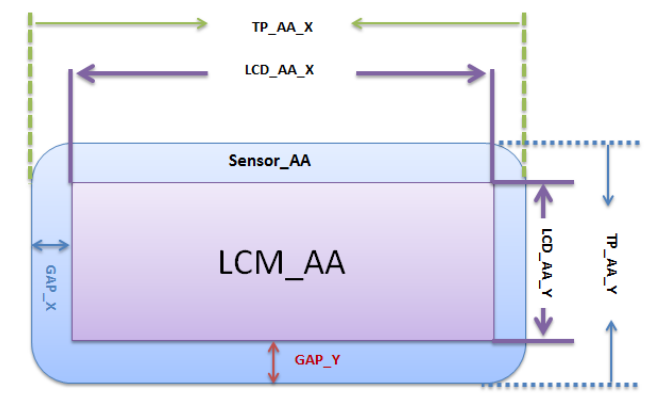 TP_AA_X
LCD_AA_X
Sensor_AA
LCM_AA
LCD_AA_Y
TP_AA_Y
GAP_X
GAP_Y